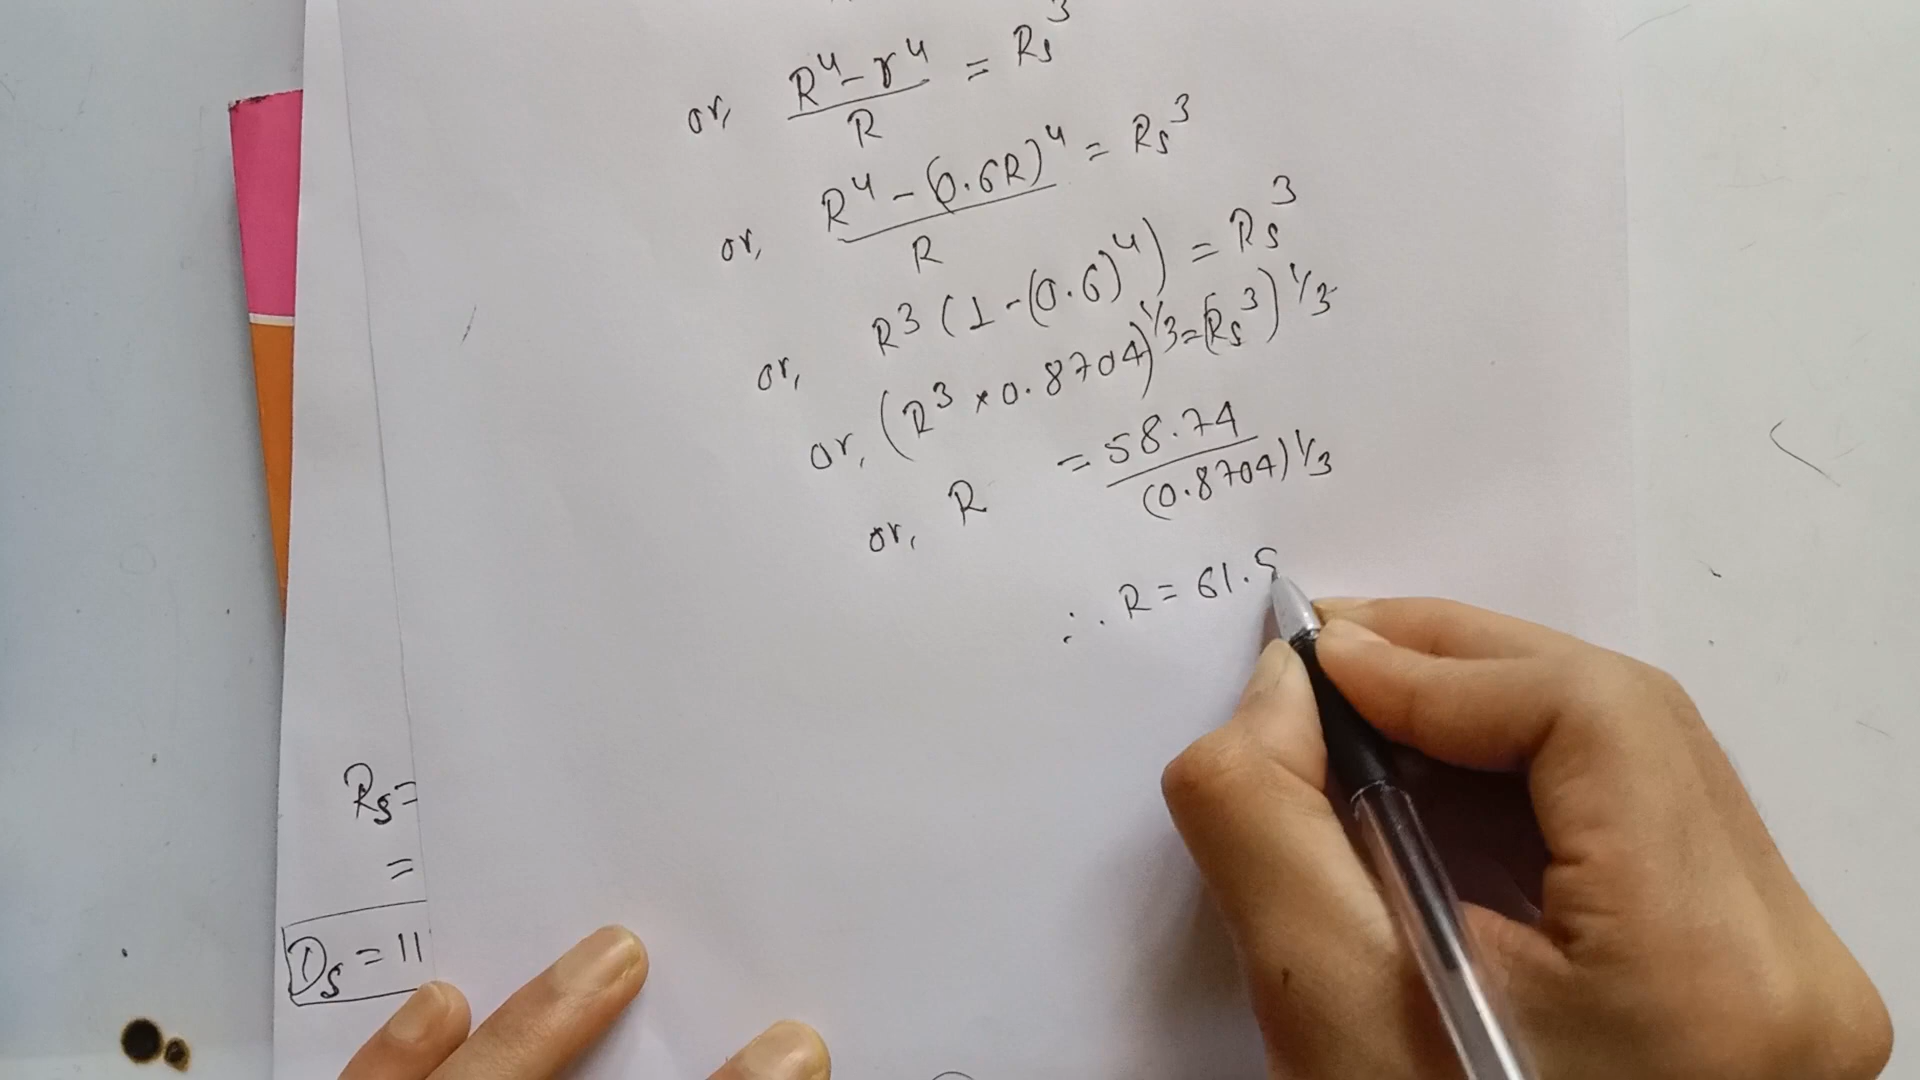 or, R⁴ - r⁴ / R = Rs³
or, R⁴ - (0.6R)⁴ / R = Rs³
or, R³ (1 - (0.6)⁴) = Rs³
or, (R³ × 0.8704)^1/3 = (Rs³)^1/3
or, R = 58.74 / (0.8704)^1/3
∴ R = 61.5
Rs =
=
Ds = 11